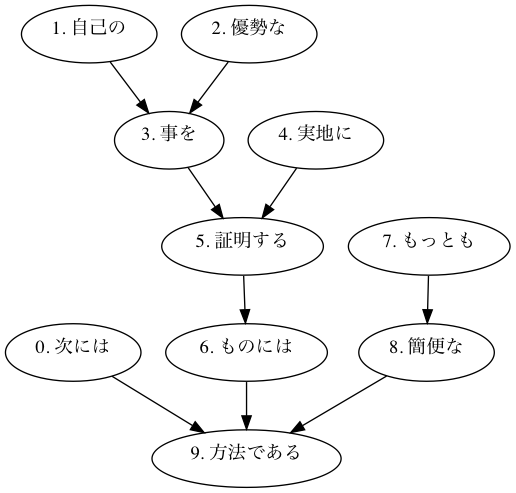 1. 自己の 2. 優勢な
3. 事を 4. 実地に
5. 証明する 7. もっとも
0. 次には 6. ものには 8. 簡便な
9. 方法である